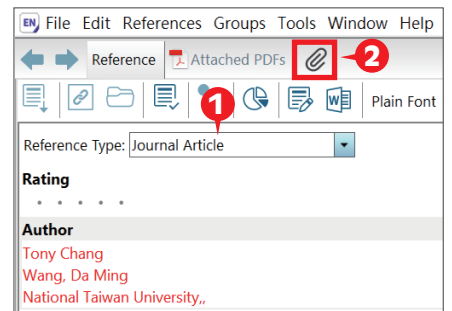 EN File Edit References Groups Tools Window Help
Reference Attached PDFs 2
W Plain Font
1
Reference Type: Journal Article
Rating
Author
Tony Chang
Wang, Da Ming
National Taiwan University,,